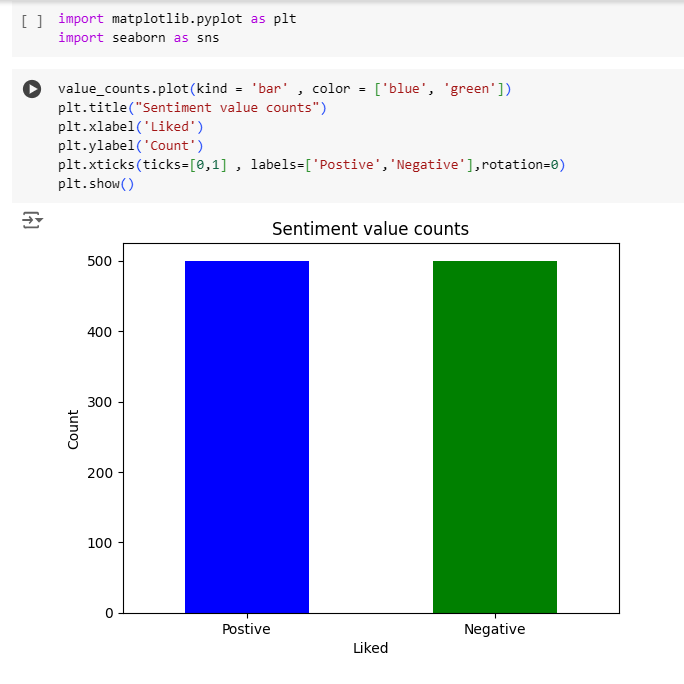 [ ] import matplotlib.pyplot as plt
import seaborn as sns
value_counts.plot(kind = 'bar' , color = ['blue', 'green'])
plt.title("Sentiment value counts")
plt.xlabel('Liked')
plt.ylabel('Count')
plt.xticks(ticks=[0,1] , labels=['Postive','Negative'],rotation=0)
plt.show()
Sentiment value counts
500
400
300
200
100
0
Count
Postive Negative
Liked